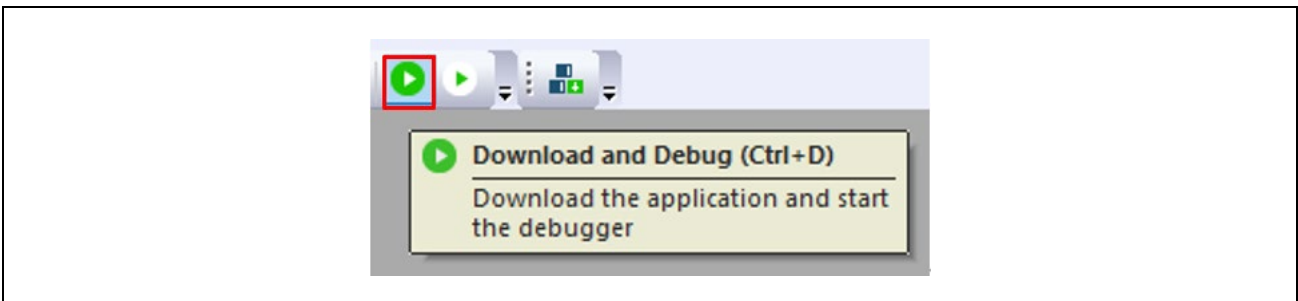 Download and Debug (Ctrl+D)
Download the application and start
the debugger